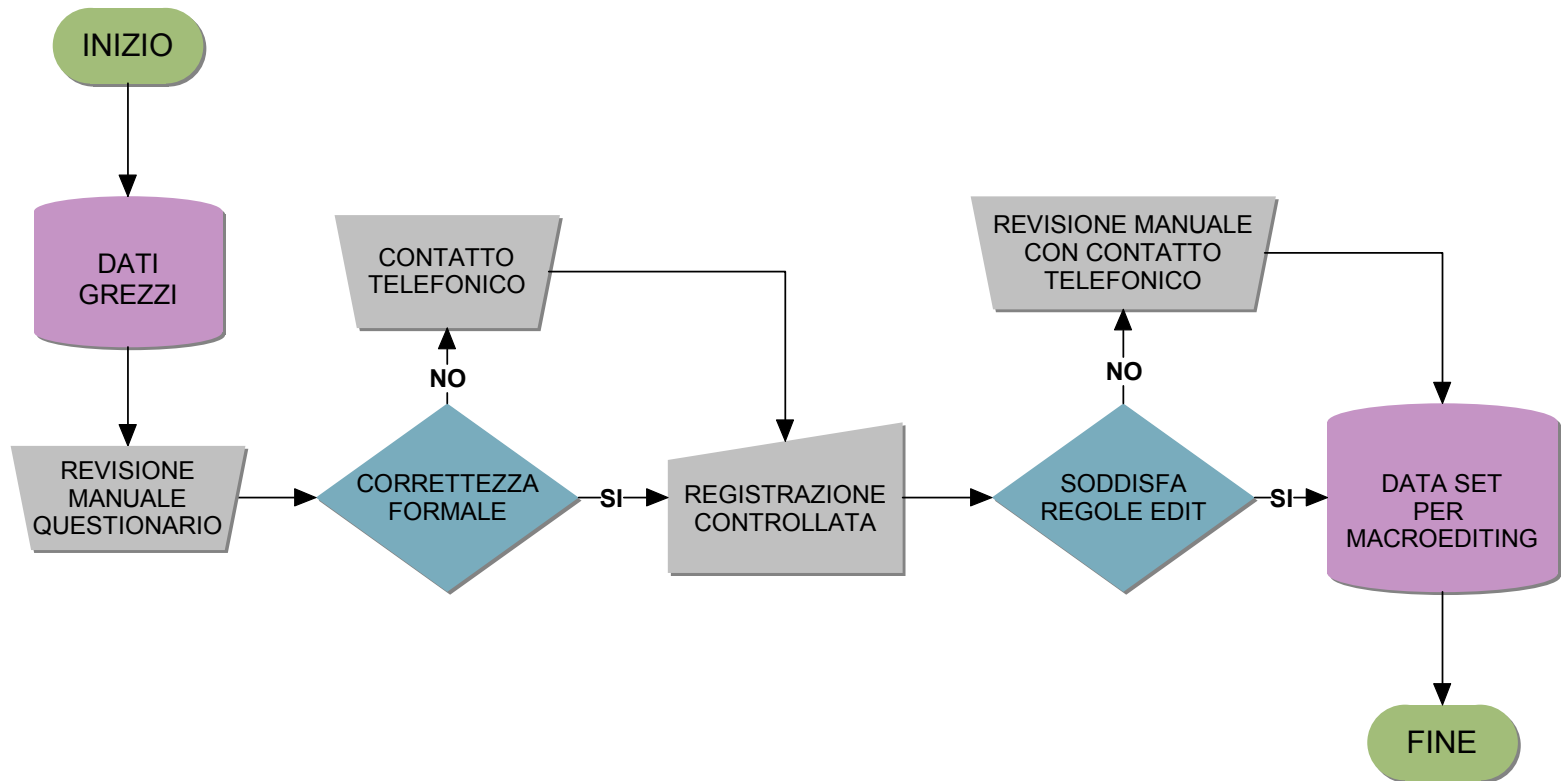 INIZIO
DATI
GREZZI
REVISIONE
MANUALE
QUESTIONARIO
CORRETTEZZA
FORMALE
NO
CONTATTO
TELEFONICO
SI
REGISTRAZIONE
CONTROLLATA
SODDISFA
REGOLE EDIT
NO
REVISIONE MANUALE
CON CONTATTO
TELEFONICO
SI
DATA SET
PER
MACROEDITING
FINE